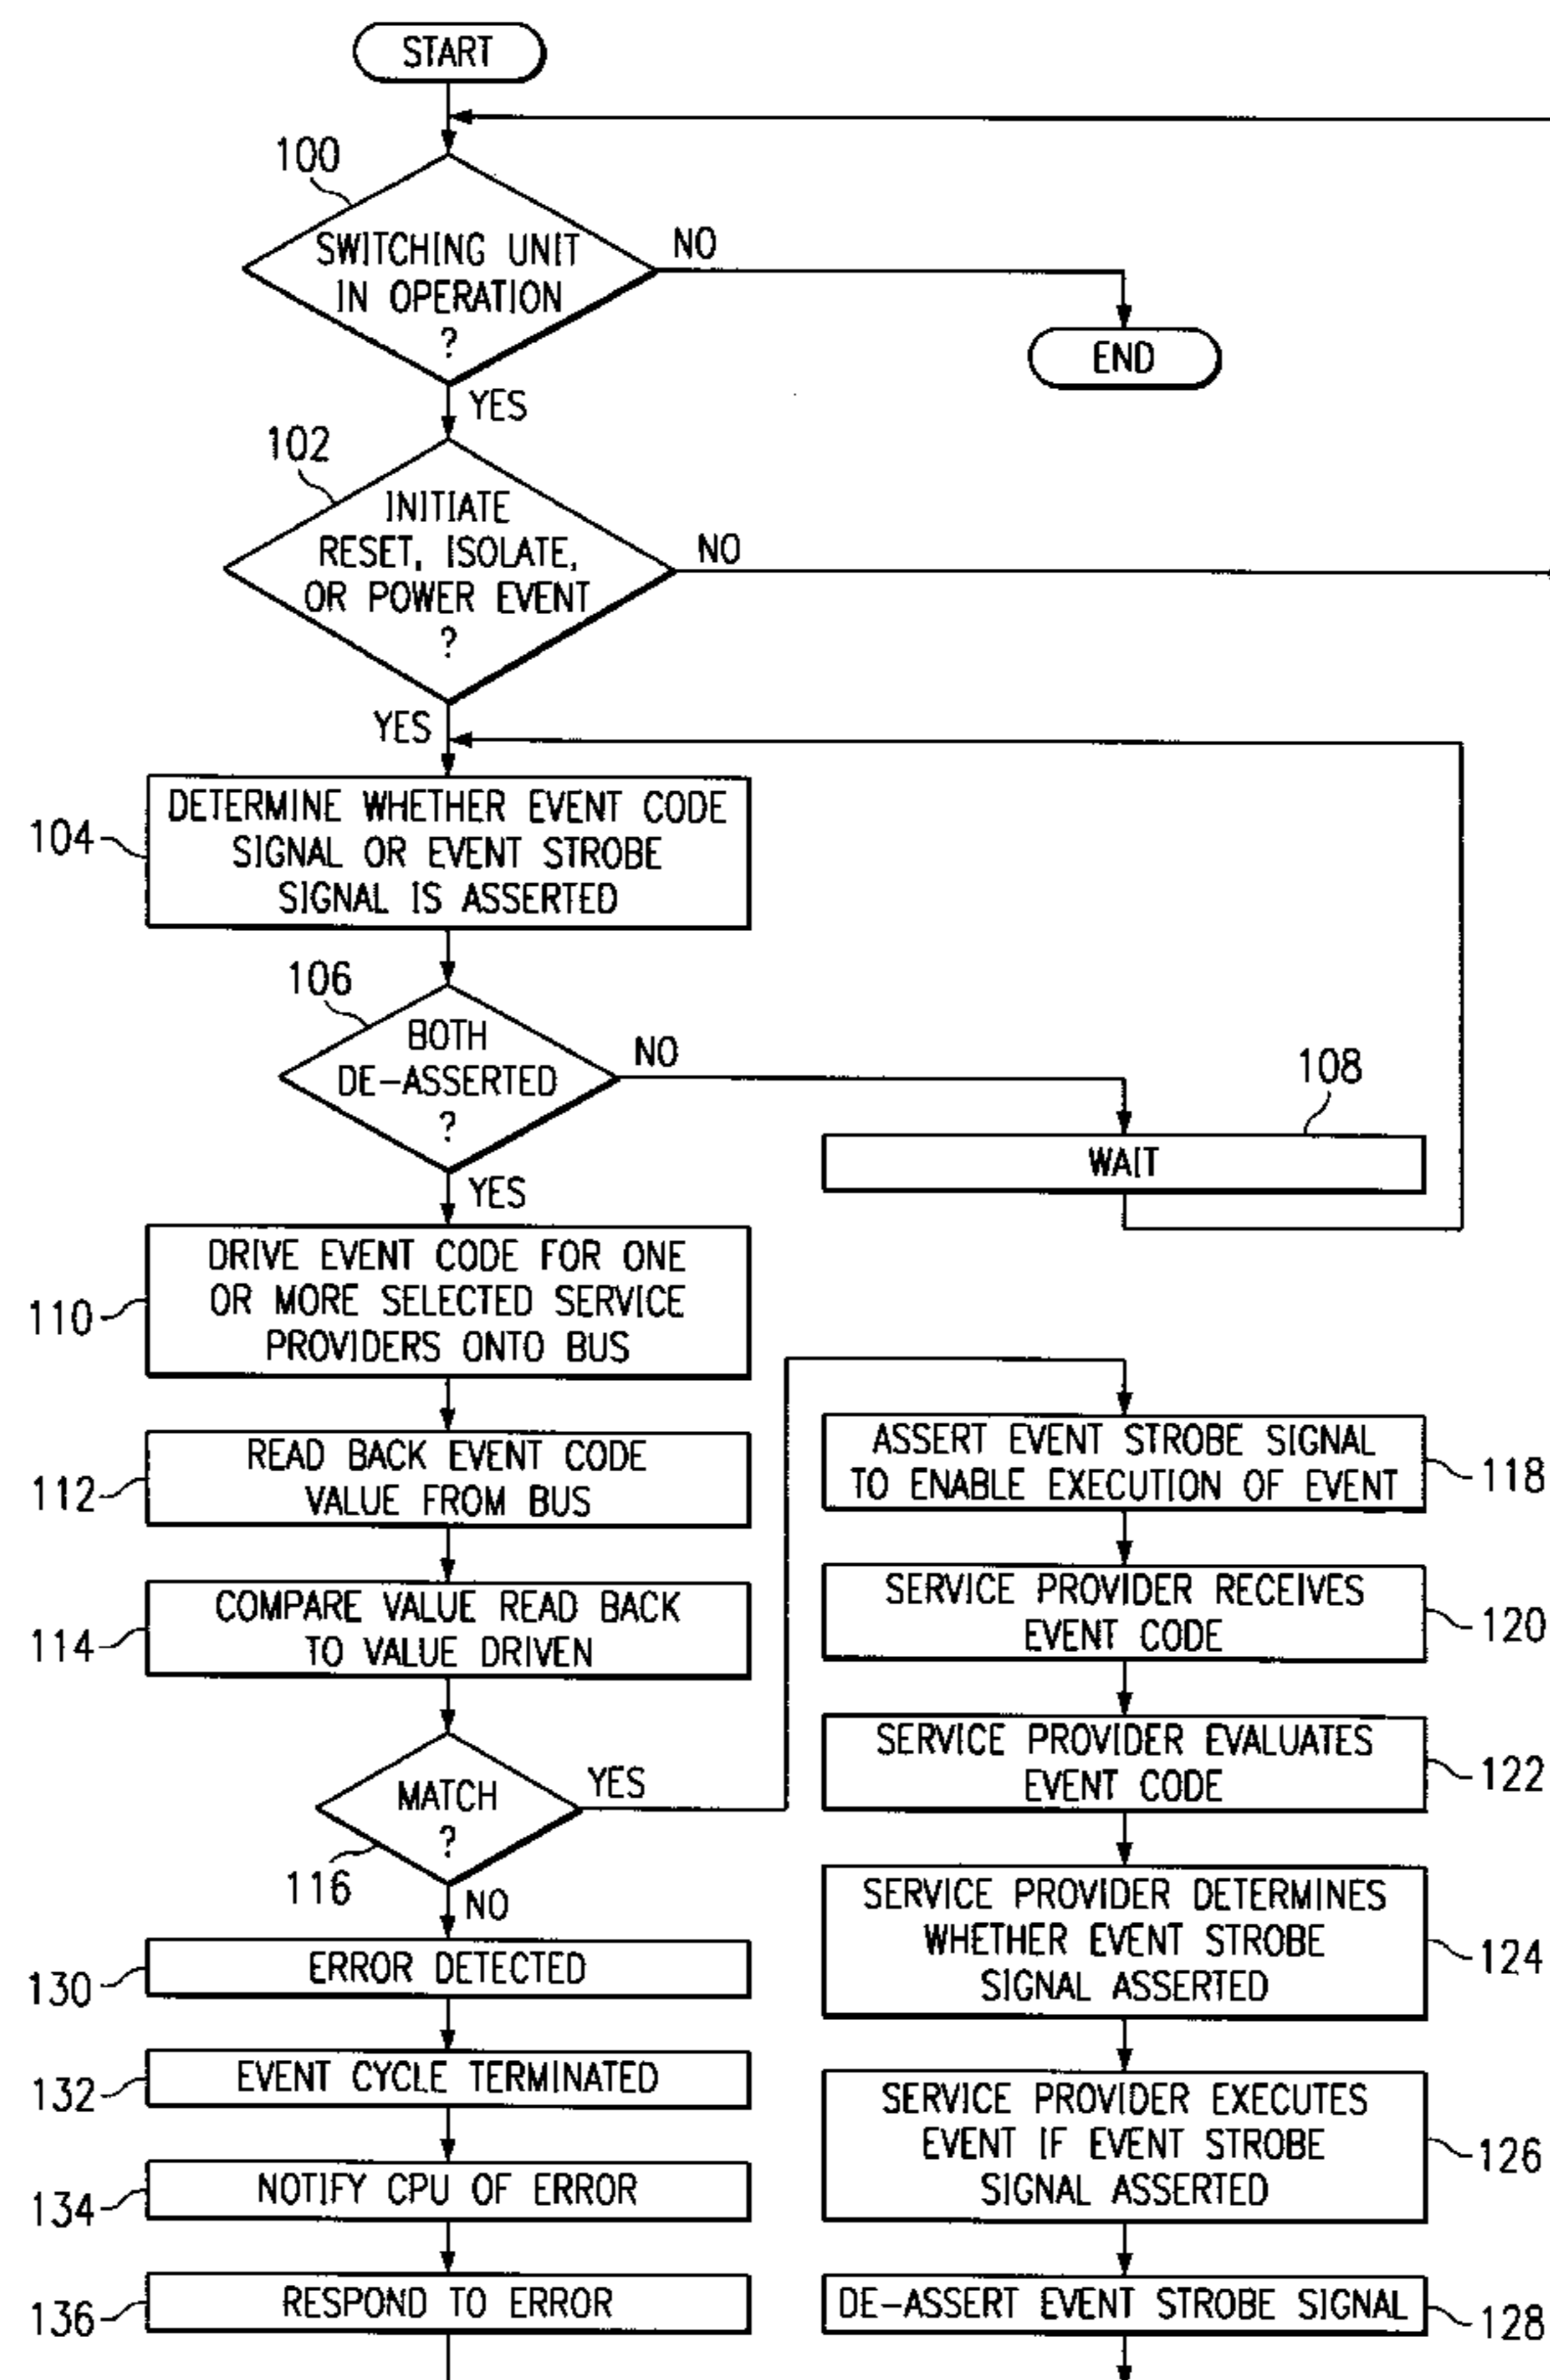 START
100
SWITCHING UNIT
IN OPERATION
?
NO
END
YES
102
INITIATE
RESET, ISOLATE,
OR POWER EVENT
?
NO
YES
104
DETERMINE WHETHER EVENT CODE
SIGNAL OR EVENT STROBE
SIGNAL IS ASSERTED
106
BOTH
DE-ASSERTED
?
NO
108
WAIT
YES
110
DRIVE EVENT CODE FOR ONE
OR MORE SELECTED SERVICE
PROVIDERS ONTO BUS
112
READ BACK EVENT CODE
VALUE FROM BUS
114
COMPARE VALUE READ BACK
TO VALUE DRIVEN
MATCH
?
116
YES
NO
ASSERT EVENT STROBE SIGNAL
TO ENABLE EXECUTION OF EVENT
118
SERVICE PROVIDER RECEIVES
EVENT CODE
120
SERVICE PROVIDER EVALUATES
EVENT CODE
122
SERVICE PROVIDER DETERMINES
WHETHER EVENT STROBE
SIGNAL ASSERTED
124
SERVICE PROVIDER EXECUTES
EVENT IF EVENT STROBE
SIGNAL ASSERTED
126
DE-ASSERT EVENT STROBE SIGNAL
128
130
ERROR DETECTED
132
EVENT CYCLE TERMINATED
134
NOTIFY CPU OF ERROR
136
RESPOND TO ERROR